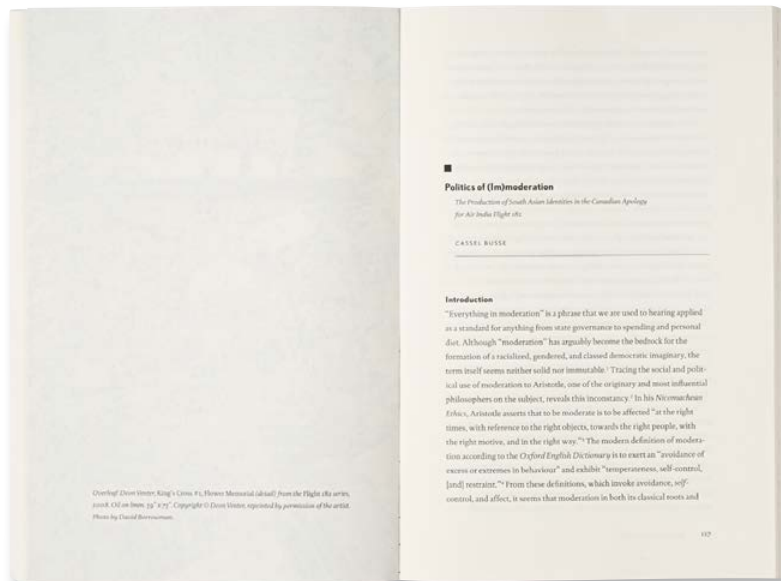 Overleaf: Deon Venter, King's Cross #1, Flower Memorial (detail) from the Flight 182 series,
2008. Oil on linen, 59" x 75". Copyright © Deon Venter, reprinted by permission of the artist.
Photo by David Borrowman.
Politics of (Im)moderation
The Production of South Asian Identities in the Canadian Apology
for Air India Flight 182
CASSEL BUSSE
Introduction
"Everything in moderation" is a phrase that we are used to hearing applied
as a standard for anything from state governance to spending and personal
diet. Although "moderation" has arguably become the bedrock for the
formation of a racialized, gendered, and classed democratic imaginary, the
term itself seems neither solid nor immutable.¹ Tracing the social and polit-
ical use of moderation to Aristotle, one of the originary and most influential
philosophers on the subject, reveals this inconstancy.² In his Nicomachean
Ethics, Aristotle asserts that to be moderate is to be affected "at the right
times, with reference to the right objects, towards the right people, with
the right motive, and in the right way."³ The modern definition of modera-
tion according to the Oxford English Dictionary is to exert an "avoidance of
excess or extremes in behaviour" and exhibit "temperateness, self-control,
[and] restraint."⁴ From these definitions, which invoke avoidance, self-
control, and affect, it seems that moderation in both its classical roots and
117